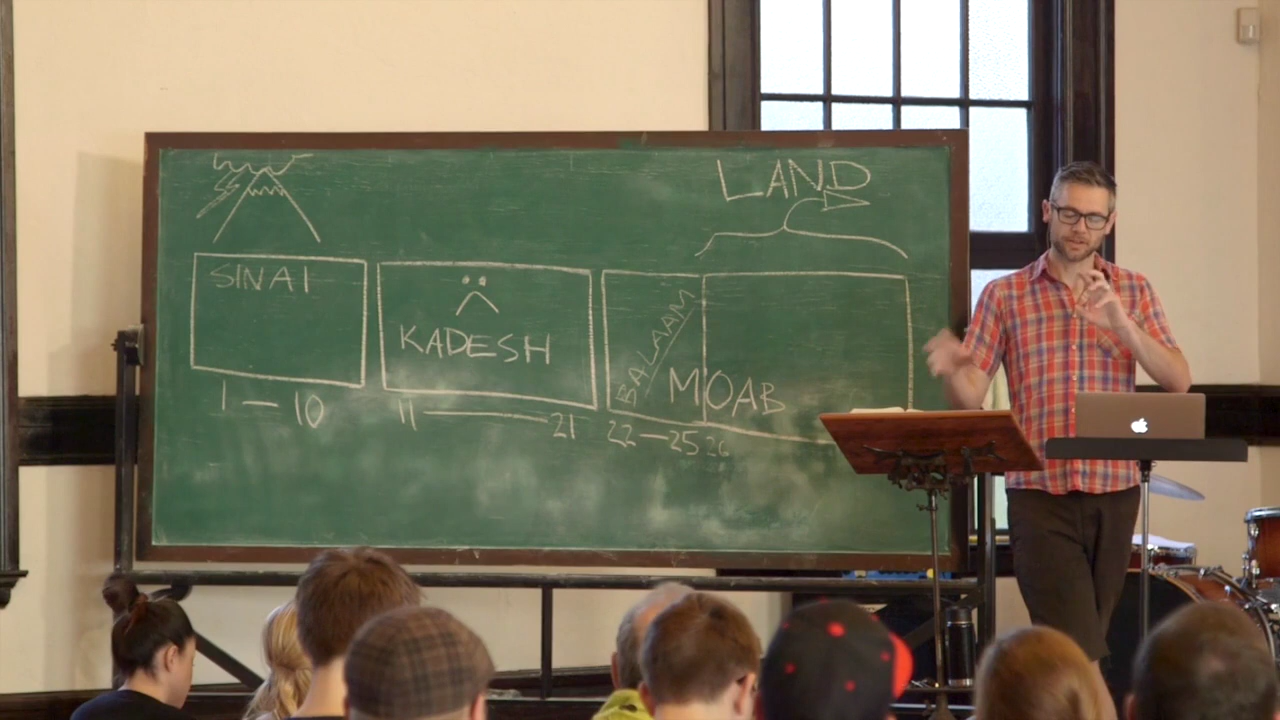 LAND
SINAI
KADESH
BALAAM
MOAB
1 — 10
11 — 21
22 — 25 26